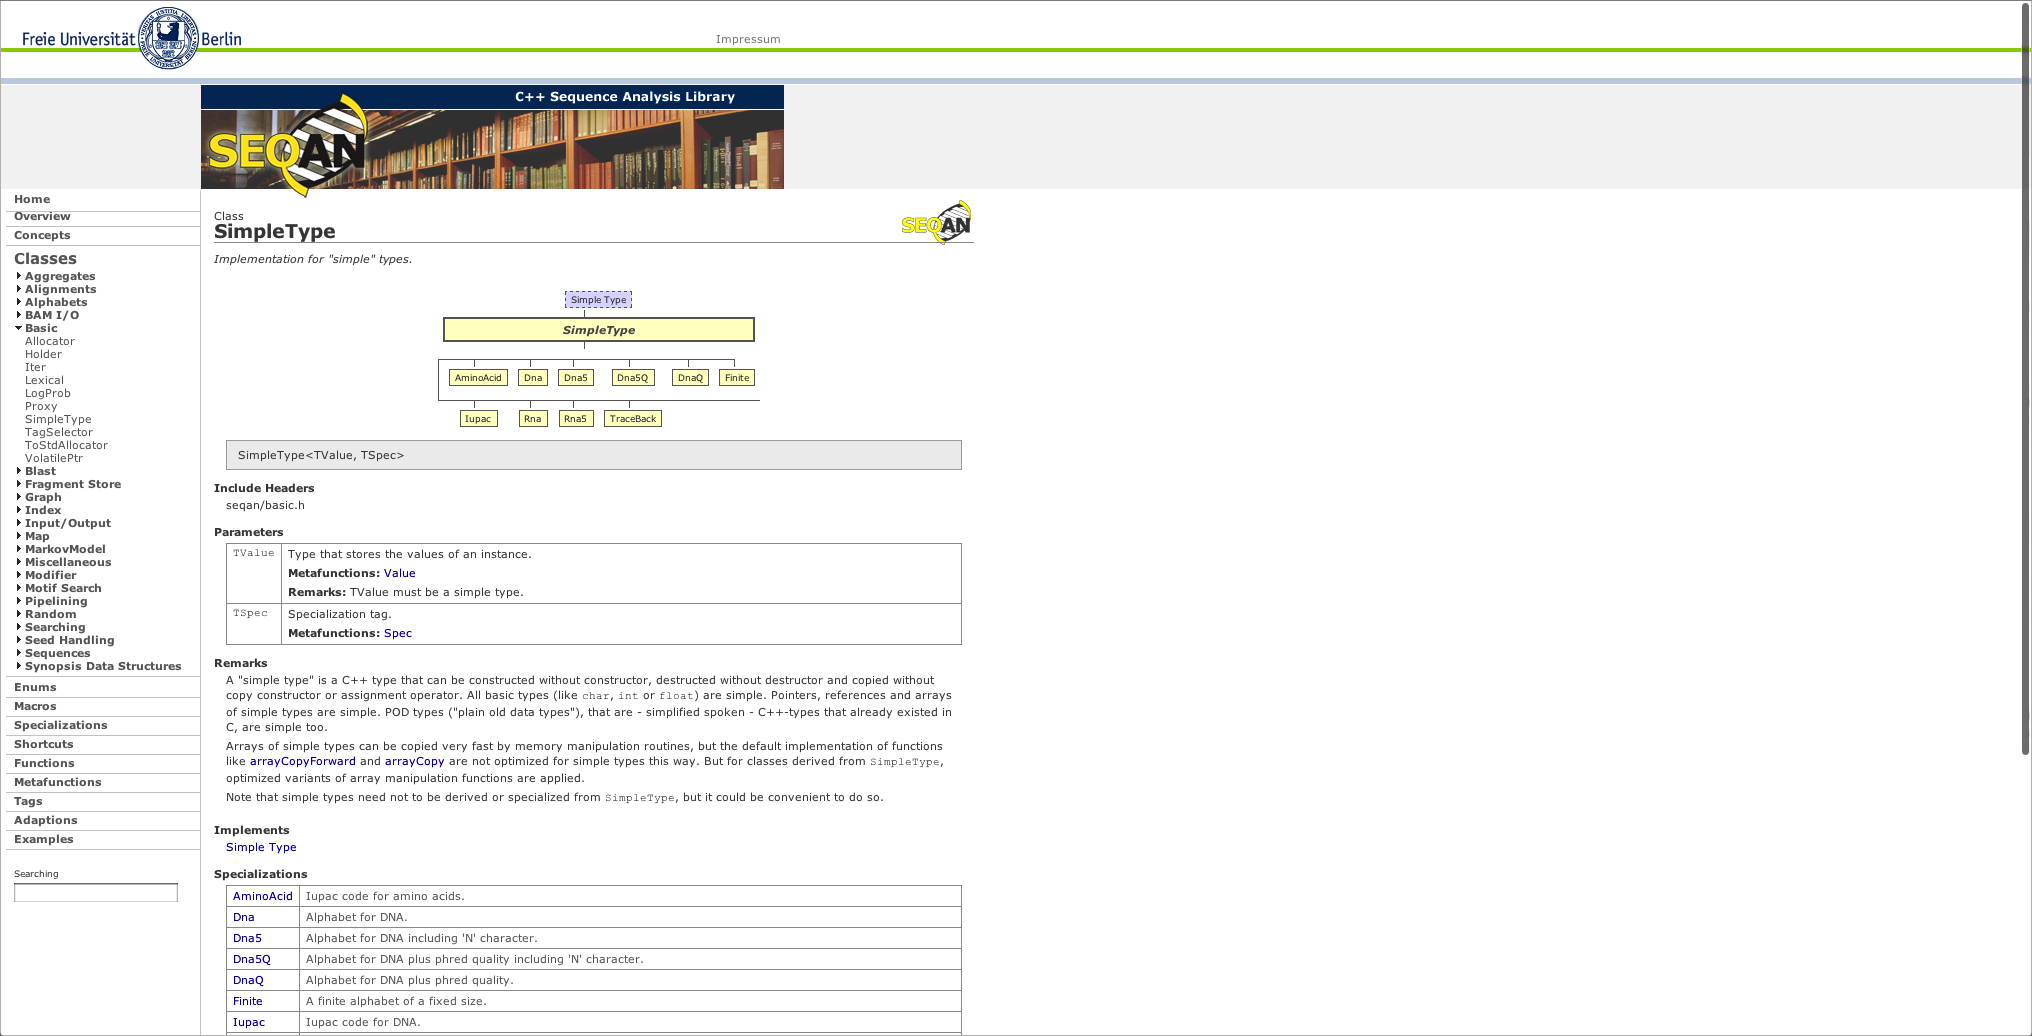 Freie Universität Berlin
Impressum
C++ Sequence Analysis Library
SEQAN
Home
Overview
Concepts
Classes
Aggregates
Alignments
Alphabets
BAM I/O
Basic
Allocator
Holder
Iter
Lexical
LogProb
Proxy
SimpleType
TagSelector
ToStdAllocator
VolatilePtr
Blast
Fragment Store
Graph
Index
Input/Output
Map
MarkovModel
Miscellaneous
Modifier
Motif Search
Pipelining
Random
Searching
Seed Handling
Sequences
Synopsis Data Structures
Enums
Macros
Specializations
Shortcuts
Functions
Metafunctions
Tags
Adaptions
Examples
Searching
Class
SimpleType
SEQAN
Implementation for "simple" types.
Simple Type
SimpleType
AminoAcid Dna Dna5 Dna5Q DnaQ Finite
Iupac Rna Rna5 TraceBack
SimpleType<TValue, TSpec>
Include Headers
seqan/basic.h
Parameters
TValue Type that stores the values of an instance.
Metafunctions: Value
Remarks: TValue must be a simple type.
TSpec Specialization tag.
Metafunctions: Spec
Remarks
A "simple type" is a C++ type that can be constructed without constructor, destructed without destructor and copied without
copy constructor or assignment operator. All basic types (like char, int or float) are simple. Pointers, references and arrays
of simple types are simple. POD types ("plain old data types"), that are - simplified spoken - C++-types that already existed in
C, are simple too.
Arrays of simple types can be copied very fast by memory manipulation routines, but the default implementation of functions
like arrayCopyForward and arrayCopy are not optimized for simple types this way. But for classes derived from SimpleType,
optimized variants of array manipulation functions are applied.
Note that simple types need not to be derived or specialized from SimpleType, but it could be convenient to do so.
Implements
Simple Type
Specializations
AminoAcid Iupac code for amino acids.
Dna Alphabet for DNA.
Dna5 Alphabet for DNA including 'N' character.
Dna5Q Alphabet for DNA plus phred quality including 'N' character.
DnaQ Alphabet for DNA plus phred quality.
Finite A finite alphabet of a fixed size.
Iupac Iupac code for DNA.